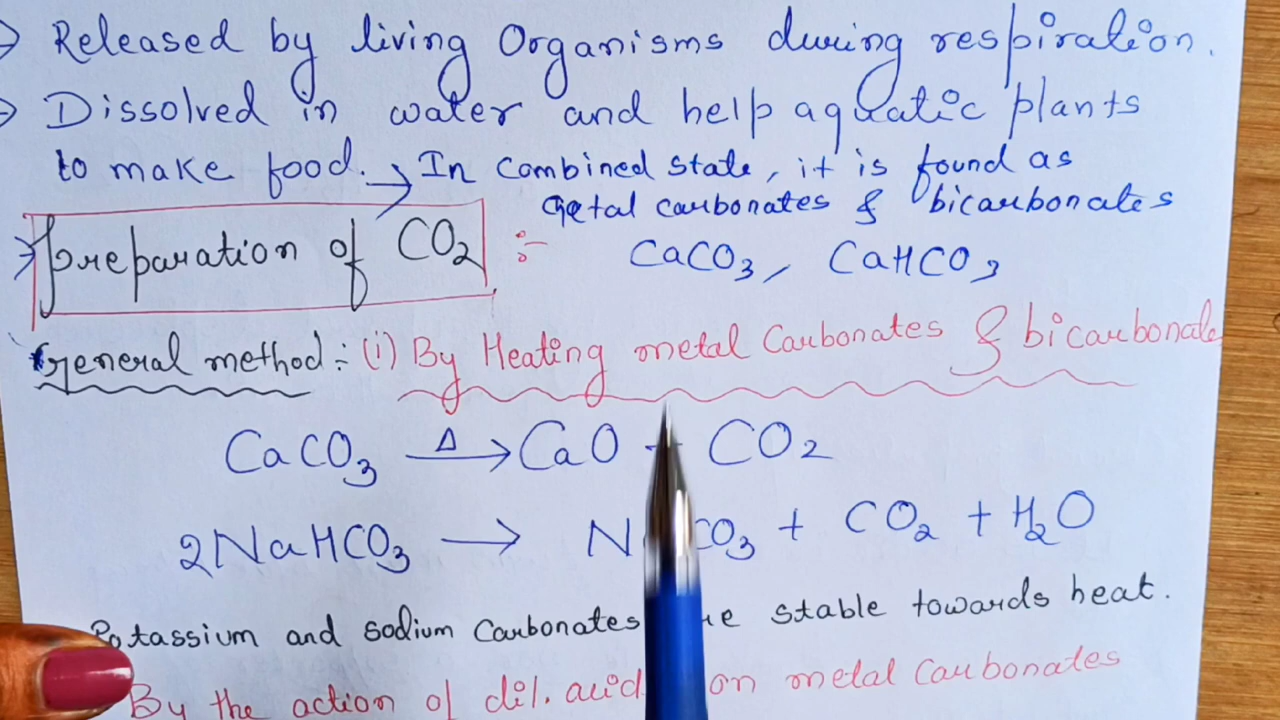 → Released by living Organisms during respiration.
→ Dissolved in water and help aquatic plants
to make food. → In combined state, it is found as
metal carbonates & bicarbonates
→ Preparation of CO₂ :-
CaCO₃, CaHCO₃
General method :- (i) By Heating metal Carbonates & bicarbonate
CaCO₃ —Δ→ CaO + CO₂
2NaHCO₃ → CO₃ + CO₂ + H₂O
Potassium and sodium Carbonates stable towards heat.
By the action of dil. acid on metal Carbonates